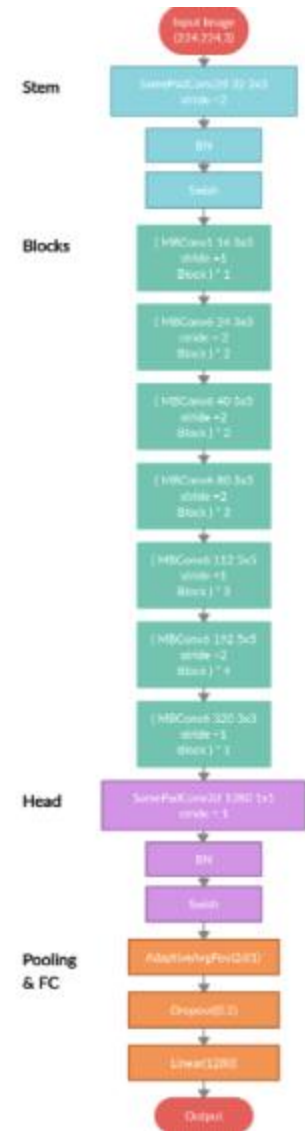 Input Image
(224,224,3)
Stem
SamePadConv2d 32 3x3
stride =2
BN
Swish
Blocks
( MBConv1 16 3x3
stride =1
Block ) * 1
( MBConv6 24 3x3
stride = 2
Block ) * 2
( MBConv6 40 5x5
stride =2
Block ) * 2
( MBConv6 80 3x3
stride =2
Block ) * 3
( MBConv6 112 5x5
stride =1
Block ) * 3
( MBConv6 192 5x5
stride =2
Block ) * 4
( MBConv6 320 3x3
stride =1
Block ) * 1
Head
SamePadConv2d 1280 1x1
stride = 1
BN
Swish
Pooling
& FC
AdaptiveAvgPool2d(1)
Dropout(0.2)
Linear(1280)
Output